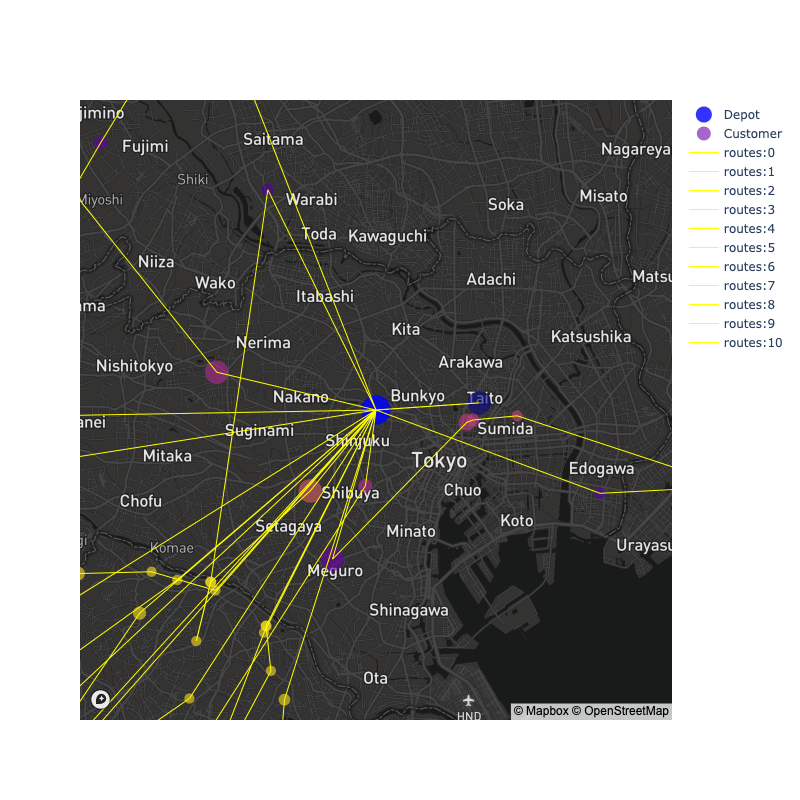 jimino
Fujimi
Saitama
Nagareya
Shiki
Miyoshi
Warabi
Misato
Soka
Toda
Kawaguchi
Niiza
Wako
Adachi
Matsu
Itabashi
ama
Kita
Katsushika
Nerima
Nishitokyo
Arakawa
Nakano
Bunkyo
Taito
anei
Suginami
Sumida
Shinjuku
Mitaka
Tokyo
Edogawa
Shibuya
Chuo
Chofu
Setagaya
Koto
Minato
gi
Komae
Urayasu
Meguro
Shinagawa
Ota
HND
© Mapbox © OpenStreetMap
Depot
Customer
routes:0
routes:1
routes:2
routes:3
routes:4
routes:5
routes:6
routes:7
routes:8
routes:9
routes:10